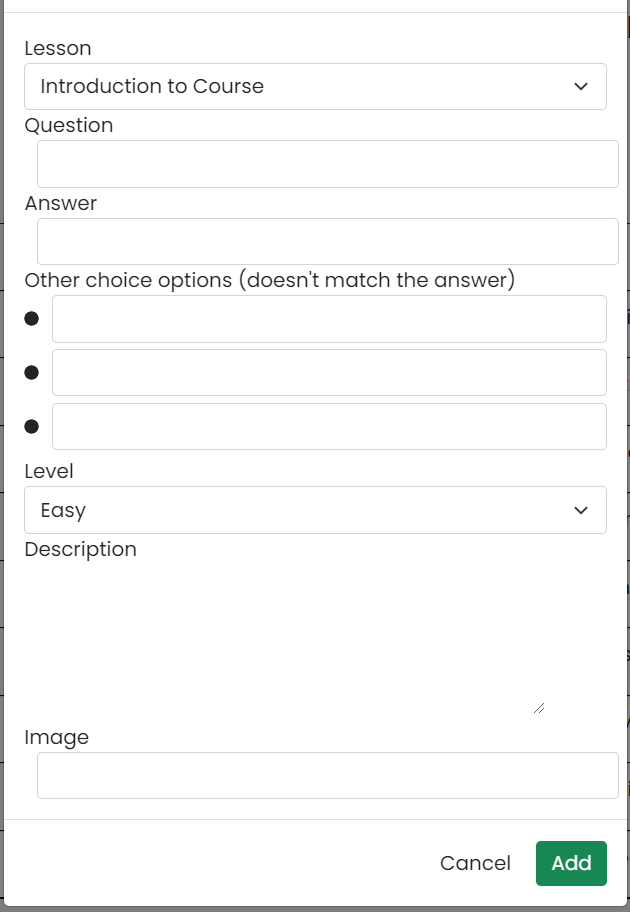 Lesson
Introduction to Course
Question
Answer
Other choice options (doesn't match the answer)
Level
Easy
Description
Image
Cancel
Add